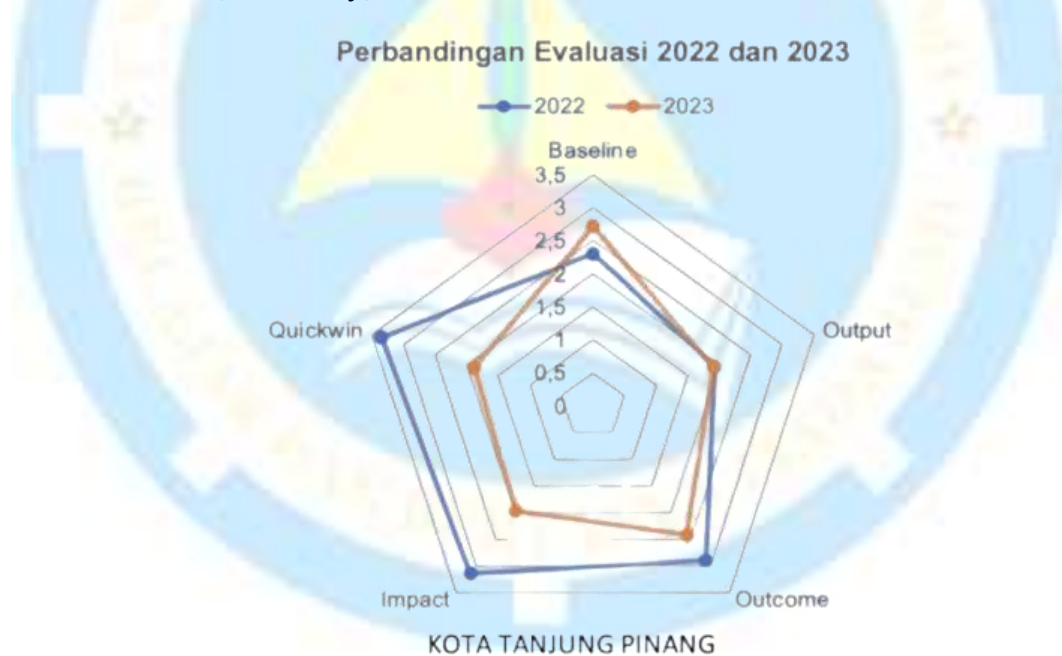 Perbandingan Evaluasi 2022 dan 2023
2022 2023
Baseline
3,5
3
2,5
2
1,5
1
0,5
0
Quickwin
Output
Impact
Outcome
KOTA TANJUNG PINANG